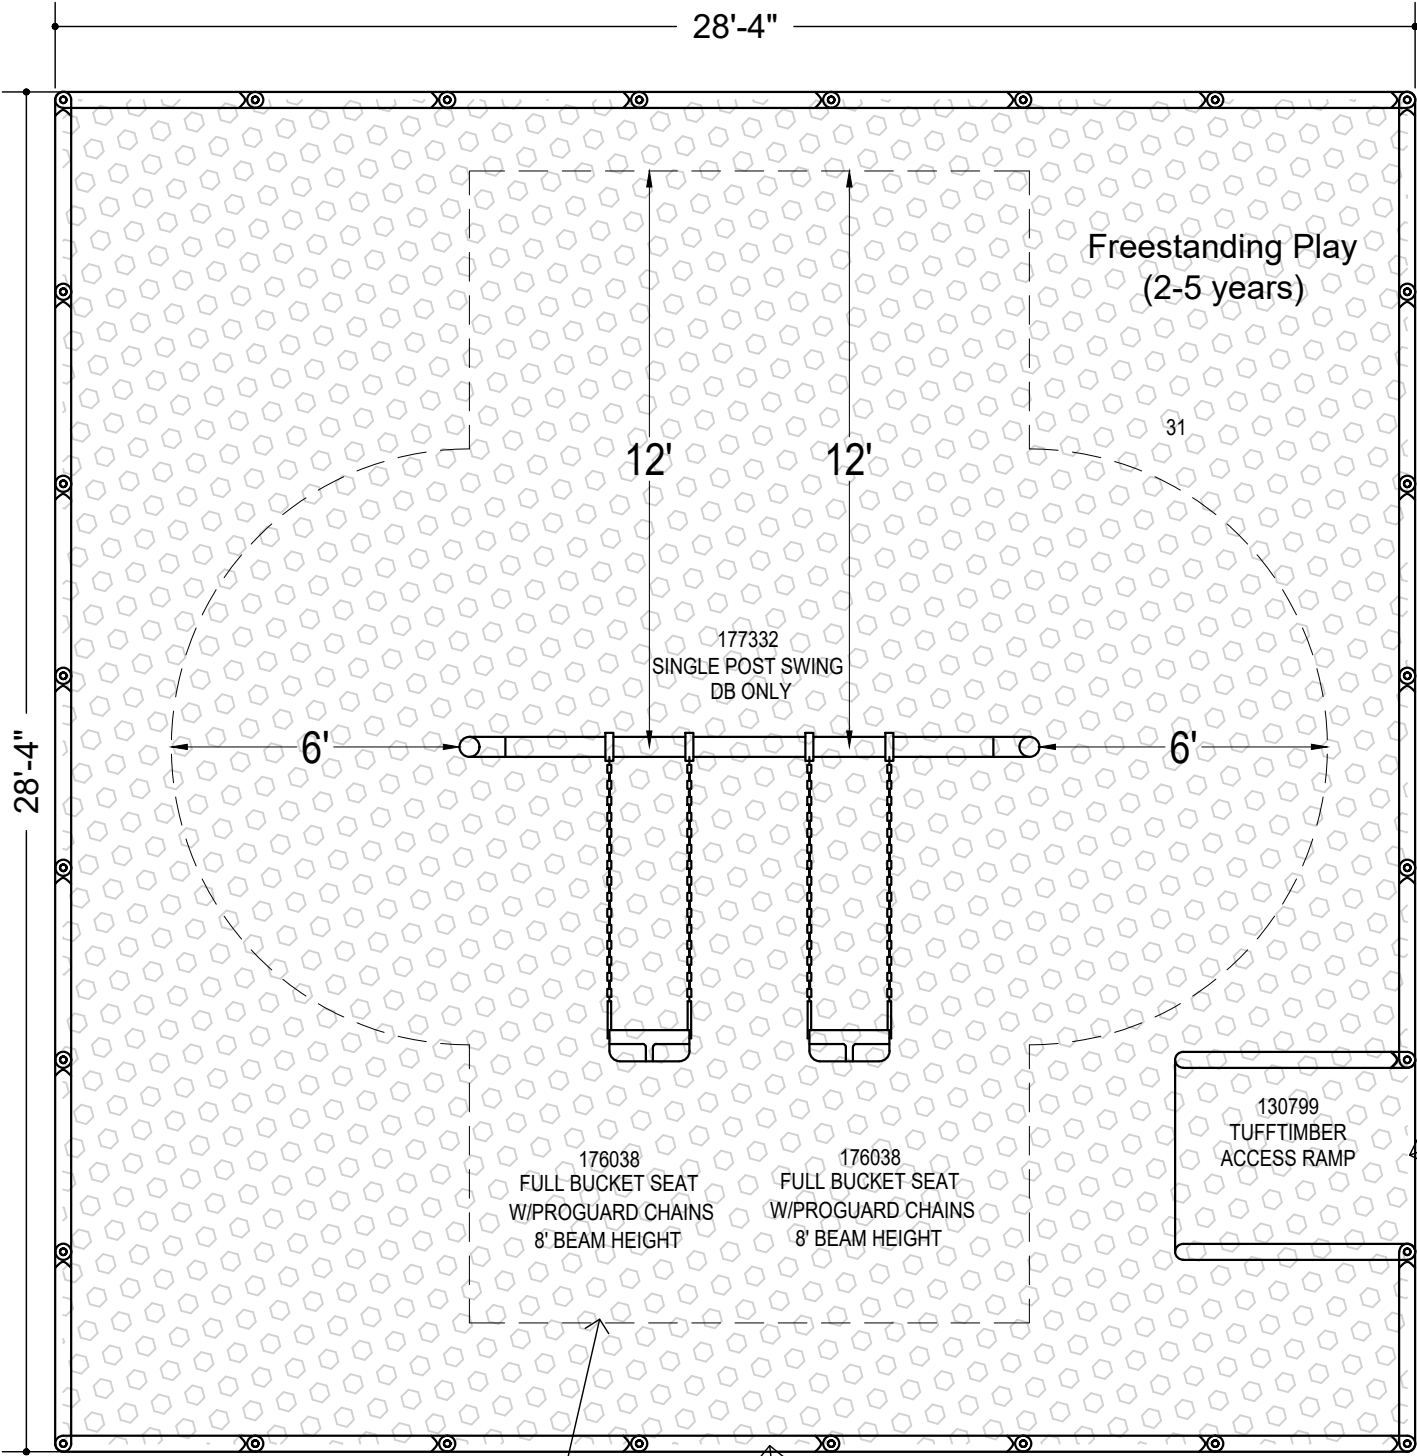 28'-4"
Freestanding Play
(2-5 years)
31
12'
12'
177332
SINGLE POST SWING
DB ONLY
6'
6'
28'-4"
130799
TUFFTIMBER
ACCESS RAMP
176038
FULL BUCKET SEAT
W/PROGUARD CHAINS
8' BEAM HEIGHT
176038
FULL BUCKET SEAT
W/PROGUARD CHAINS
8' BEAM HEIGHT